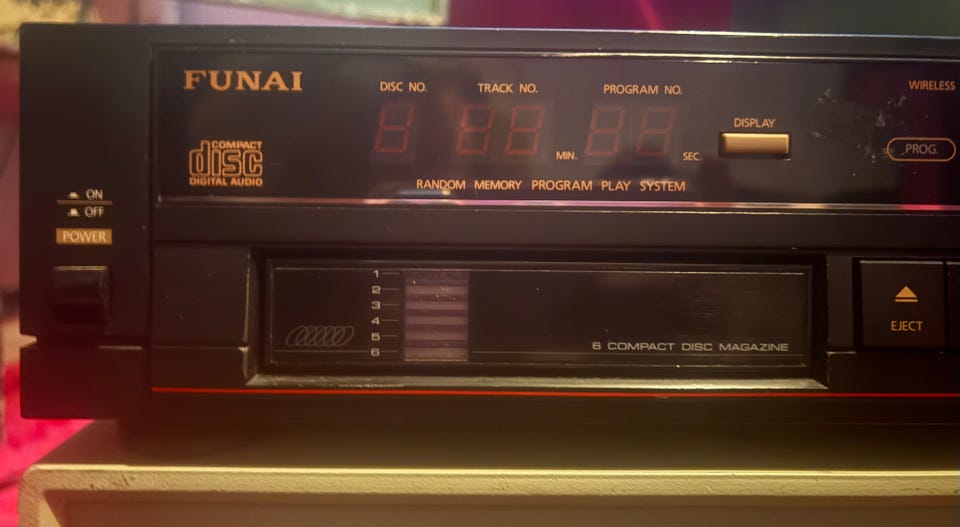 FUNAI
DISC NO. TRACK NO. PROGRAM NO.
WIRELESS
DISPLAY
COMPACT
disc
DIGITAL AUDIO
MIN. SEC.
PROG.
RANDOM MEMORY PROGRAM PLAY SYSTEM
ON
OFF
POWER
1
2
3
4
5
6
6 COMPACT DISC MAGAZINE
EJECT